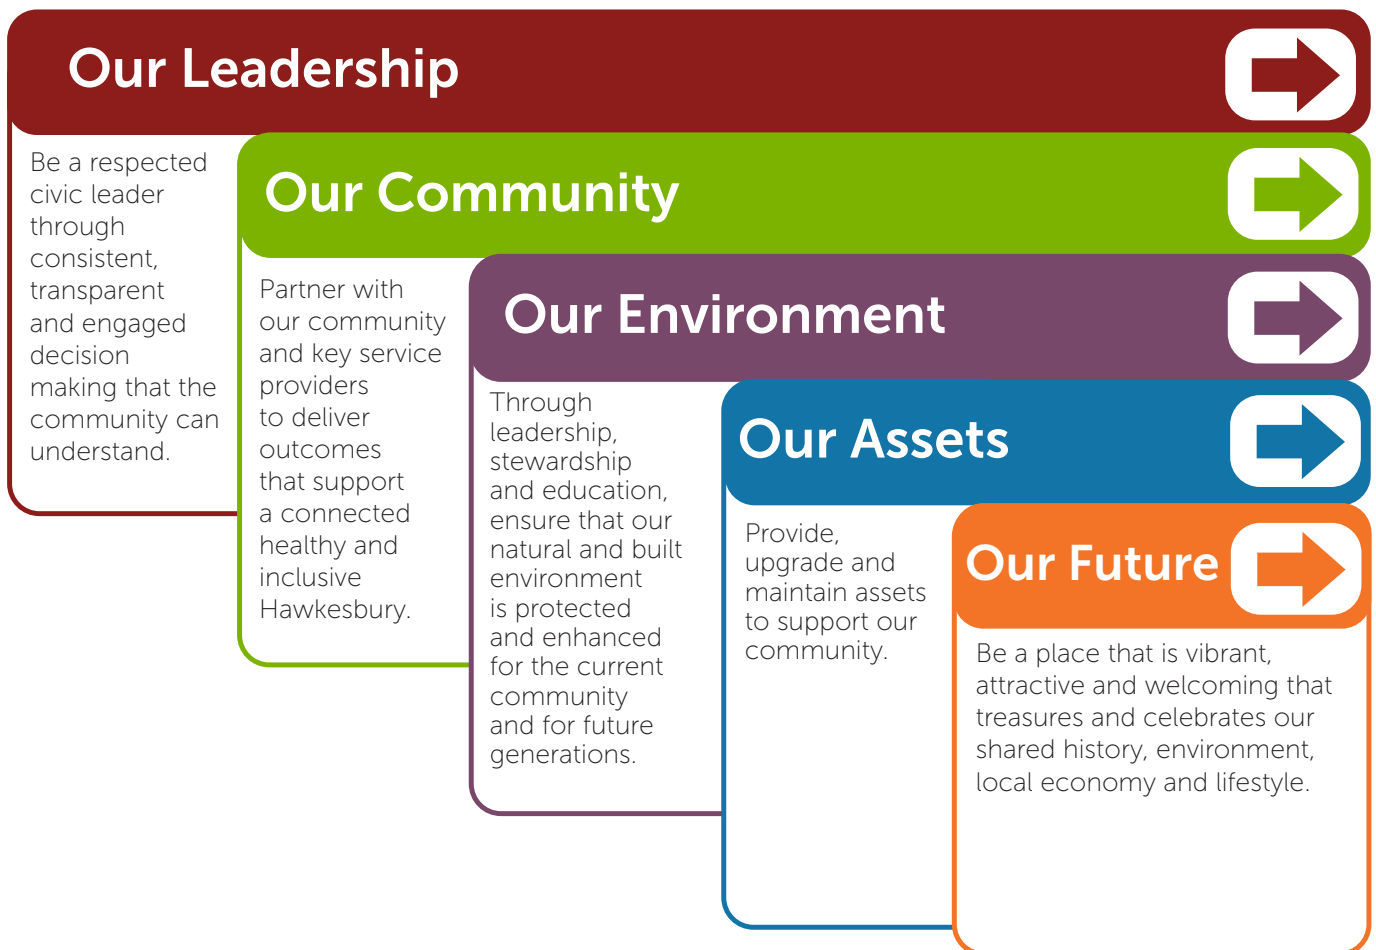 Our Leadership
Be a respected
civic leader
through
consistent,
transparent
and engaged
decision
making that the
community can
understand.
Our Community
Partner with
our community
and key service
providers
to deliver
outcomes
that support
a connected
healthy and
inclusive
Hawkesbury.
Our Environment
Through
leadership,
stewardship
and education,
ensure that our
natural and built
environment
is protected
and enhanced
for the current
community
and for future
generations.
Our Assets
Provide,
upgrade and
maintain assets
to support our
community.
Our Future
Be a place that is vibrant,
attractive and welcoming that
treasures and celebrates our
shared history, environment,
local economy and lifestyle.